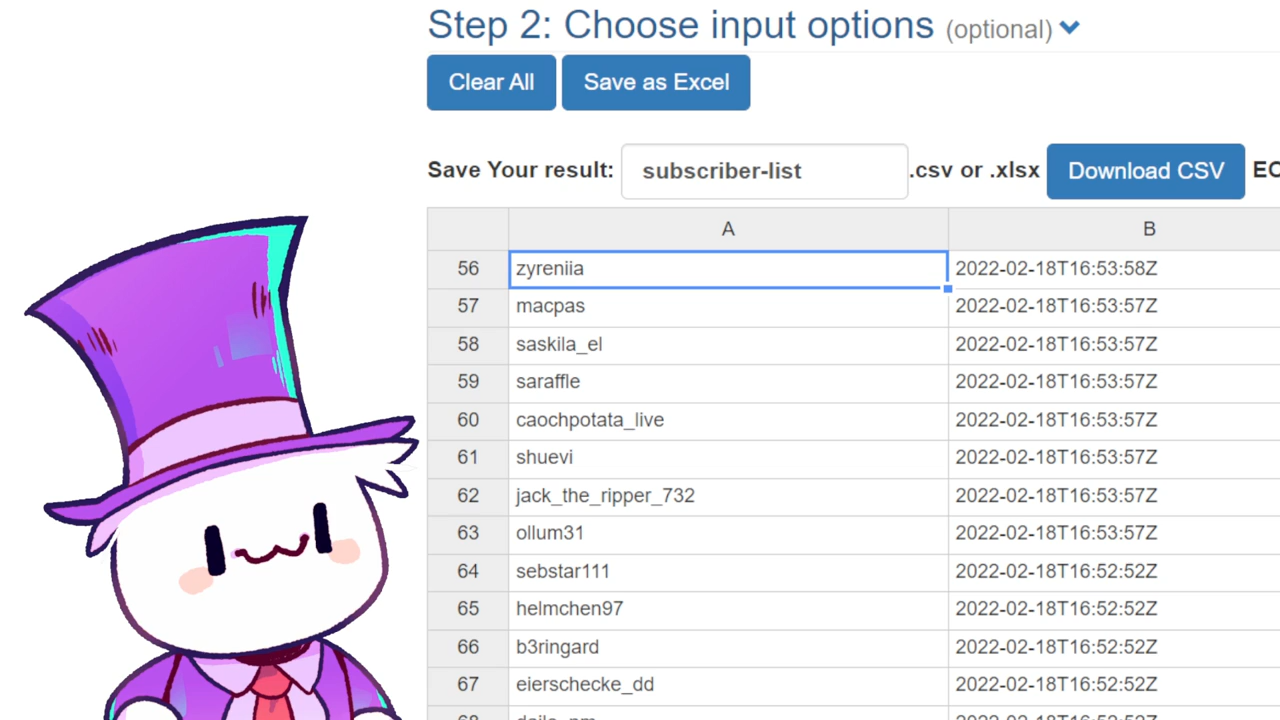 Step 2: Choose input options (optional)
Clear All Save as Excel
Save Your result: subscriber-list .csv or .xlsx Download CSV
A B
56 zyreniia 2022-02-18T16:53:58Z
57 macpas 2022-02-18T16:53:57Z
58 saskila_el 2022-02-18T16:53:57Z
59 saraffle 2022-02-18T16:53:57Z
60 caochpotata_live 2022-02-18T16:53:57Z
61 shuevi 2022-02-18T16:53:57Z
62 jack_the_ripper_732 2022-02-18T16:53:57Z
63 ollum31 2022-02-18T16:53:57Z
64 sebstar111 2022-02-18T16:52:52Z
65 helmchen97 2022-02-18T16:52:52Z
66 b3ringard 2022-02-18T16:52:52Z
67 eierschecke_dd 2022-02-18T16:52:52Z